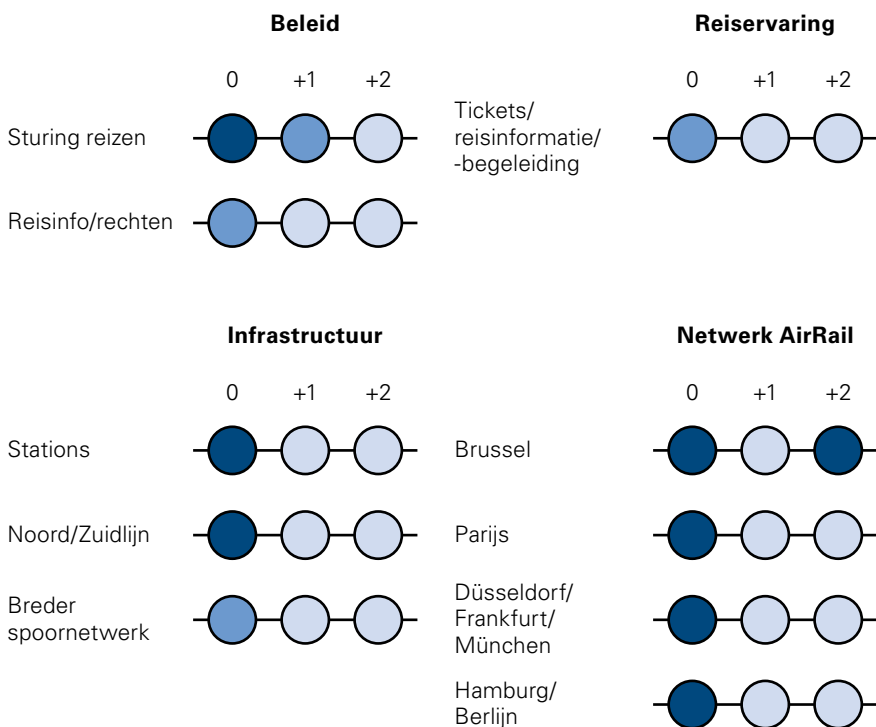 Beleid
0 +1 +2
Sturing reizen
Reisinfo/rechten
Reiservaring
0 +1 +2
Tickets/
reisinformatie/
-begeleiding
Infrastructuur
0 +1 +2
Stations
Noord/Zuidlijn
Breder
spoornetwerk
Netwerk AirRail
0 +1 +2
Brussel
Parijs
Düsseldorf/
Frankfurt/
München
Hamburg/
Berlijn